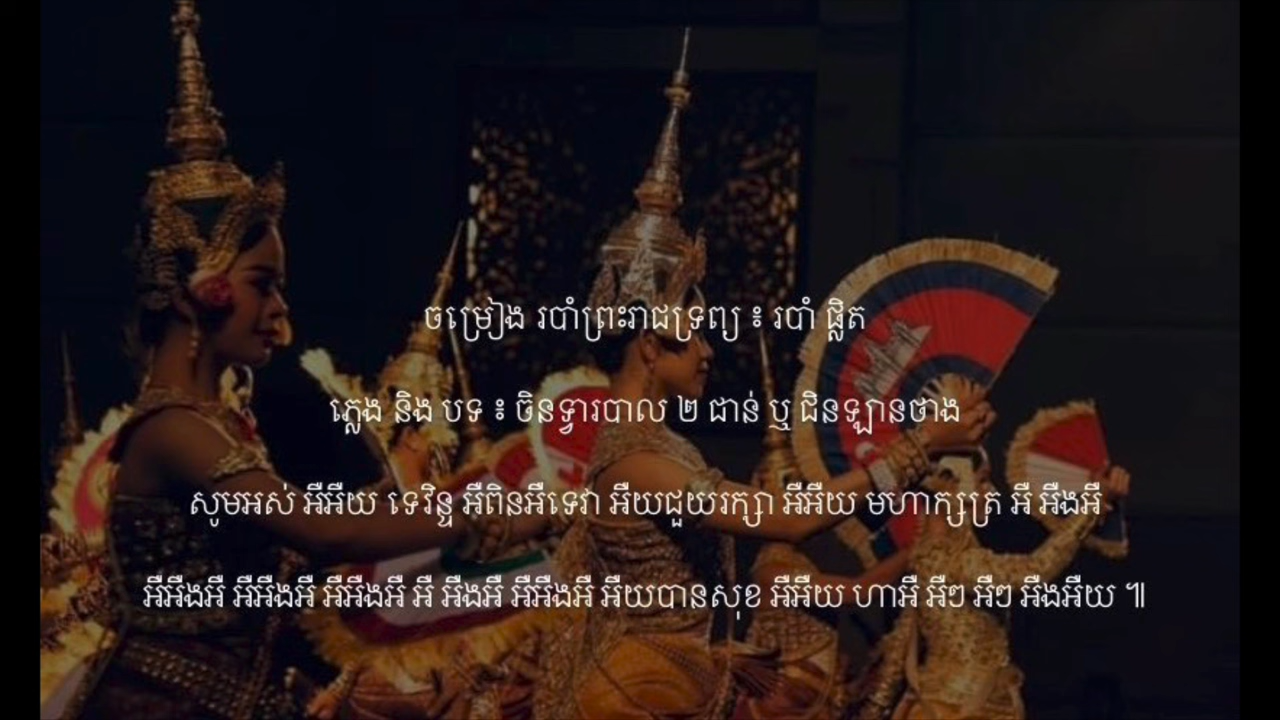 ចម្រៀង របាំព្រះរាជទ្រព្យ ៖ របាំ ផ្លិត
ភ្លេង និង បទ ៖ ចិនទ្វារបាល ២ ជាន់ ឬ ជិនឡានថាង
សូមអស់ អឺអឺយ ទេវិន្ទ អឺពិនអឺទេវា អឺយជួយរក្សា អឺអឺយ មហាក្សត្រ អឺ អឺងអឺ
អឺអឺងអឺ អឺអឺងអឺ អឺអឺងអឺ អឺ អឺងអឺ អឺអឺងអឺ អឺយបានសុខ អឺអឺយ ហាអឺ អឺៗ អឺៗ អឺងអឺយ ៕